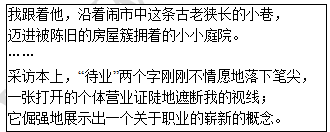 我跟着他，沿着闹市中这条古老狭长的小巷，
迈进被陈旧的房屋簇拥着的小小庭院。
……
采访本上，“待业”两个字刚刚不情愿地落下笔尖，
一张打开的个体营业证陡地遮断我的视线；
它倔强地展示出一个关于职业的崭新的概念。